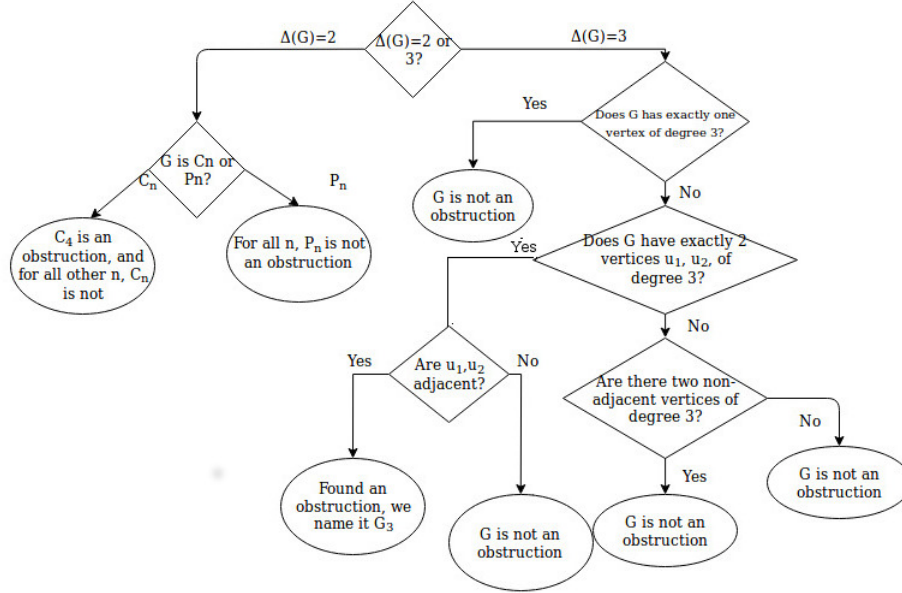 Δ(G)=2
Δ(G)=2 or
3?
Δ(G)=3
Yes
Does G has exactly one
vertex of degree 3?
No
G is not an
obstruction
G is Cn or
Pn?
Cₙ
Pₙ
C₄ is an
obstruction, and
for all other n, Cₙ
is not
For all n, Pₙ is not
an obstruction
Yes
Does G have exactly 2
vertices u₁, u₂, of
degree 3?
No
Yes
Are u₁,u₂
adjacent?
No
Are there two non-
adjacent vertices of
degree 3?
No
Yes
Found an
obstruction, we
name it G₃
G is not an
obstruction
G is not an
obstruction
G is not an
obstruction